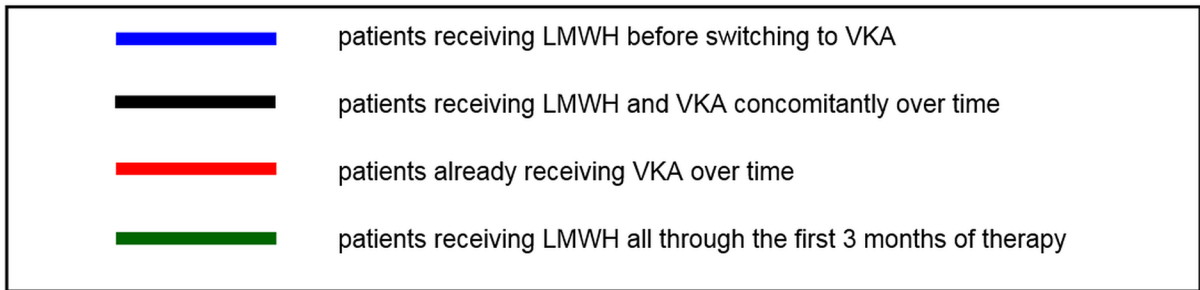 patients receiving LMWH before switching to VKA
patients receiving LMWH and VKA concomitantly over time
patients already receiving VKA over time
patients receiving LMWH all through the first 3 months of therapy